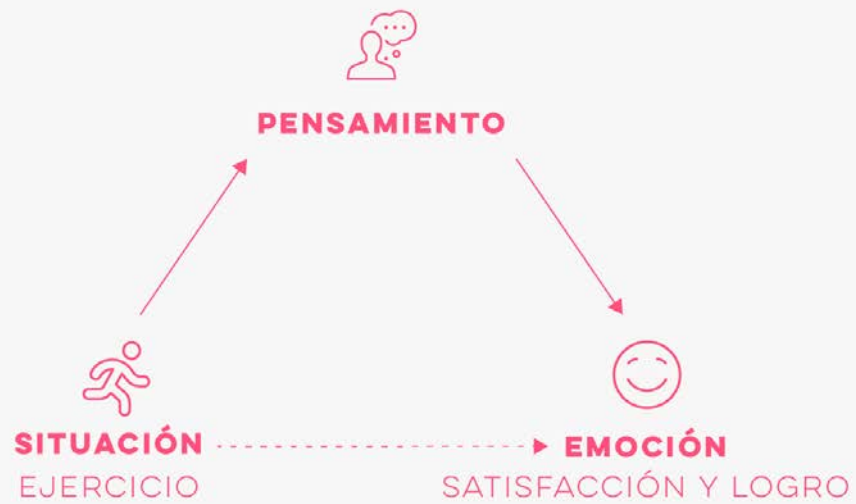 PENSAMIENTO
SITUACIÓN
EMOCIÓN
EJERCICIO
SATISFACCIÓN Y LOGRO